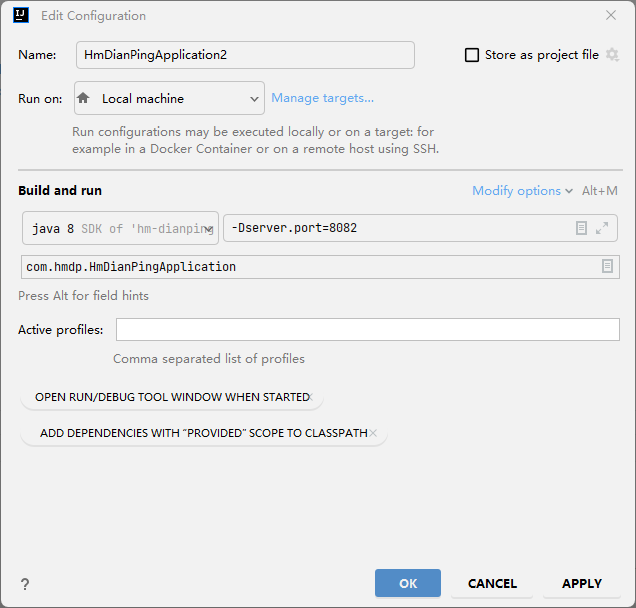 Edit Configuration
Name: HmDianPingApplication2 Store as project file
Run on: Local machine Manage targets...
Run configurations may be executed locally or on a target: for
example in a Docker Container or on a remote host using SSH.
Build and run Modify options Alt+M
java 8 SDK of 'hm-dianping -Dserver.port=8082
com.hmdp.HmDianPingApplication
Press Alt for field hints
Active profiles:
Comma separated list of profiles
OPEN RUN/DEBUG TOOL WINDOW WHEN STARTED
ADD DEPENDENCIES WITH “PROVIDED” SCOPE TO CLASSPATH
? OK CANCEL APPLY